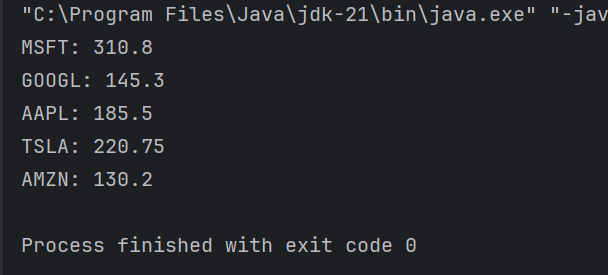 "C:\Program Files\Java\jdk-21\bin\java.exe" "-jav
MSFT: 310.8
GOOGL: 145.3
AAPL: 185.5
TSLA: 220.75
AMZN: 130.2
Process finished with exit code 0